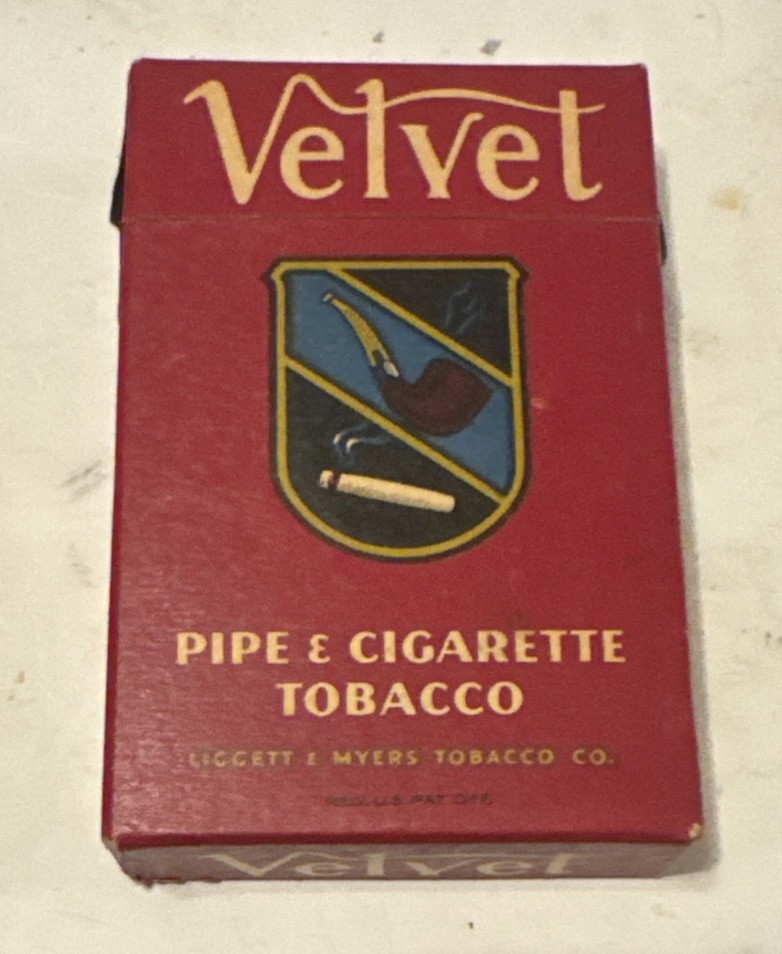 Velvet
PIPE & CIGARETTE
TOBACCO
LIGGETT & MYERS TOBACCO CO.
REG. U.S. PAT. OFF.
Velvet